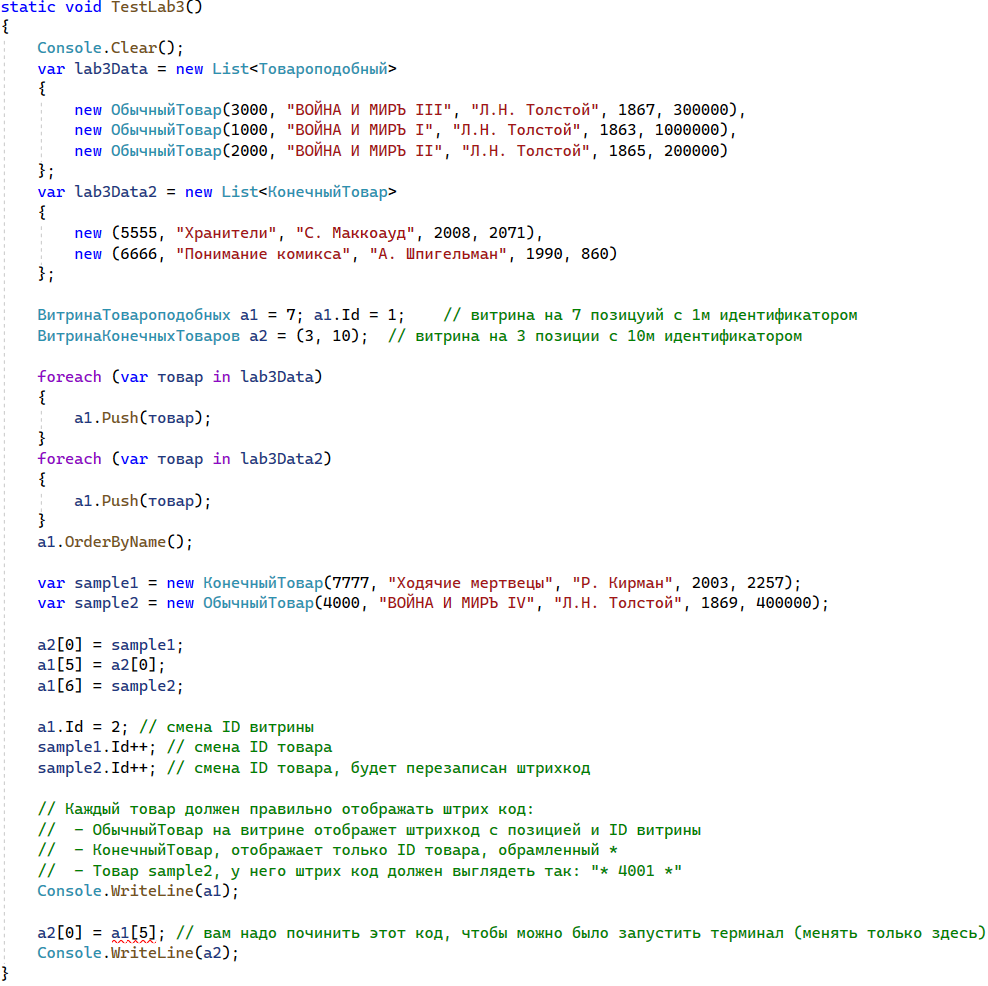 static void TestLab3()
{
    Console.Clear();
    var lab3Data = new List<Товароподобный>
    {
        new ОбычныйТовар(3000, "ВОЙНА И МИРЪ III", "Л.Н. Толстой", 1867, 300000),
        new ОбычныйТовар(1000, "ВОЙНА И МИРЪ I", "Л.Н. Толстой", 1863, 1000000),
        new ОбычныйТовар(2000, "ВОЙНА И МИРЪ II", "Л.Н. Толстой", 1865, 200000)
    };
    var lab3Data2 = new List<КонечныйТовар>
    {
        new (5555, "Хранители", "С. Маккоауд", 2008, 2071),
        new (6666, "Понимание комикса", "А. Шпигельман", 1990, 860)
    };
    ВитринаТовароподобных a1 = 7; a1.Id = 1;    // витрина на 7 позицуий с 1м идентификатором
    ВитринаКонечныхТоваров a2 = (3, 10);  // витрина на 3 позиции с 10м идентификатором
    foreach (var товар in lab3Data)
    {
        a1.Push(товар);
    }
    foreach (var товар in lab3Data2)
    {
        a1.Push(товар);
    }
    a1.OrderByName();
    var sample1 = new КонечныйТовар(7777, "Ходячие мертвецы", "Р. Кирман", 2003, 2257);
    var sample2 = new ОбычныйТовар(4000, "ВОЙНА И МИРЪ IV", "Л.Н. Толстой", 1869, 400000);
    a2[0] = sample1;
    a1[5] = a2[0];
    a1[6] = sample2;
    a1.Id = 2; // смена ID витрины
    sample1.Id++; // смена ID товара
    sample2.Id++; // смена ID товара, будет перезаписан штрихкод
    // Каждый товар должен правильно отображать штрих код:
    //  - ОбычныйТовар на витрине отображет штрихкод с позицией и ID витрины
    //  - КонечныйТовар, отображает только ID товара, обрамленный *
    //  - Товар sample2, у него штрих код должен выглядеть так: "* 4001 *"
    Console.WriteLine(a1);
    a2[0] = a1[5]; // вам надо починить этот код, чтобы можно было запустить терминал (менять только здесь)
    Console.WriteLine(a2);
}